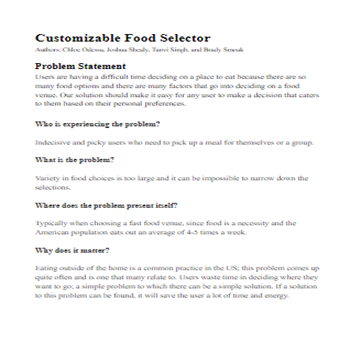 Customizable Food Selector
Authors: Chloe Odessa, Joshua Shealy, Tanvi Singh, and Brady
Problem Statement
Users are having a difficult time deciding on a place to eat because there are so
many food options and there are many factors that go into deciding on a food
venue. Our solution should make it easy for any user to make a decision that caters
to them based on their personal preferences.
Who is experiencing the problem?
Indecisive and picky users who need to pick up a meal for themselves or a group.
What is the problem?
Variety in food choices is too large and it can be impossible to narrow down the
selections.
Where does the problem present itself?
Typically when choosing a fast food venue, since food is a necessity and the
American population eats out an average of 4-5 times a week.
Why does it matter?
Eating outside of the home is a common practice in the US; this problem comes up
quite often and is one that many relate to. Users waste time in deciding where they
want to go; a simple problem to which there can be a simple solution. If a solution
to this problem can be found, it will save the user a lot of time and energy.